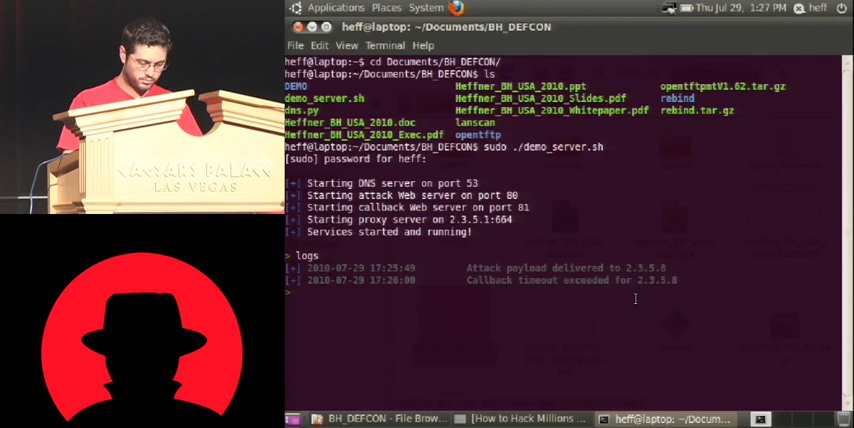 CAESARS PALACE
LAS VEGAS
Applications Places System Thu Jul 29, 1:27 PM heff
heff@laptop: ~/Documents/BH_DEFCON
File Edit View Terminal Help
heff@laptop:~$ cd Documents/BH_DEFCON/
heff@laptop:~/Documents/BH_DEFCON$ ls
DEMO Heffner_BH_USA_2010.ppt opentftpmtV1.62.tar.gz
demo_server.sh Heffner_BH_USA_2010_Slides.pdf rebind
dns.py Heffner_BH_USA_2010_Whitepaper.pdf rebind.tar.gz
Heffner_BH_USA_2010.doc lanscan
Heffner_BH_USA_2010_Exec.pdf opentftp
heff@laptop:~/Documents/BH_DEFCON$ sudo ./demo_server.sh
[sudo] password for heff:
[+] Starting DNS server on port 53
[+] Starting attack Web server on port 80
[+] Starting callback Web server on port 81
[+] Starting proxy server on 2.3.5.1:664
[+] Services started and running!
> logs
[+] 2010-07-29 17:25:49 Attack payload delivered to 2.3.5.8
[+] 2010-07-29 17:26:00 Callback timeout exceeded for 2.3.5.8
>
BH_DEFCON - File Brow... [How to Hack Millions ... heff@laptop: ~/Docum...